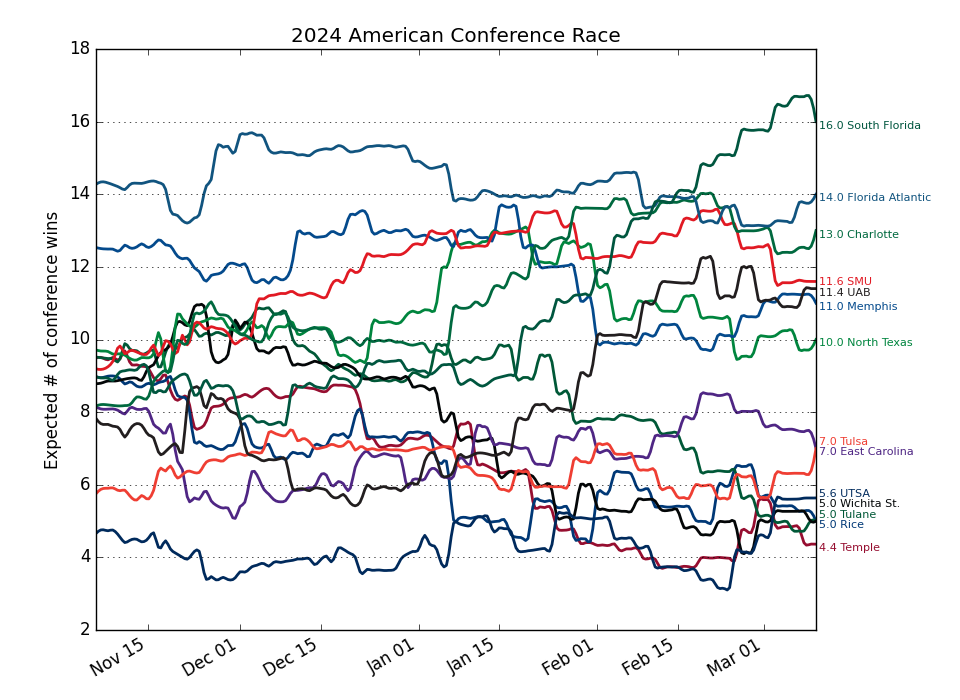 2024 American Conference Race
Expected # of conference wins
18
16
14
12
10
8
6
4
2
16.0 South Florida
14.0 Florida Atlantic
13.0 Charlotte
11.6 SMU
11.4 UAB
11.0 Memphis
10.0 North Texas
7.0 Tulsa
7.0 East Carolina
5.6 UTSA
5.0 Wichita St.
5.0 Tulane
5.0 Rice
4.4 Temple
Nov 15
Dec 01
Dec 15
Jan 01
Jan 15
Feb 01
Feb 15
Mar 01